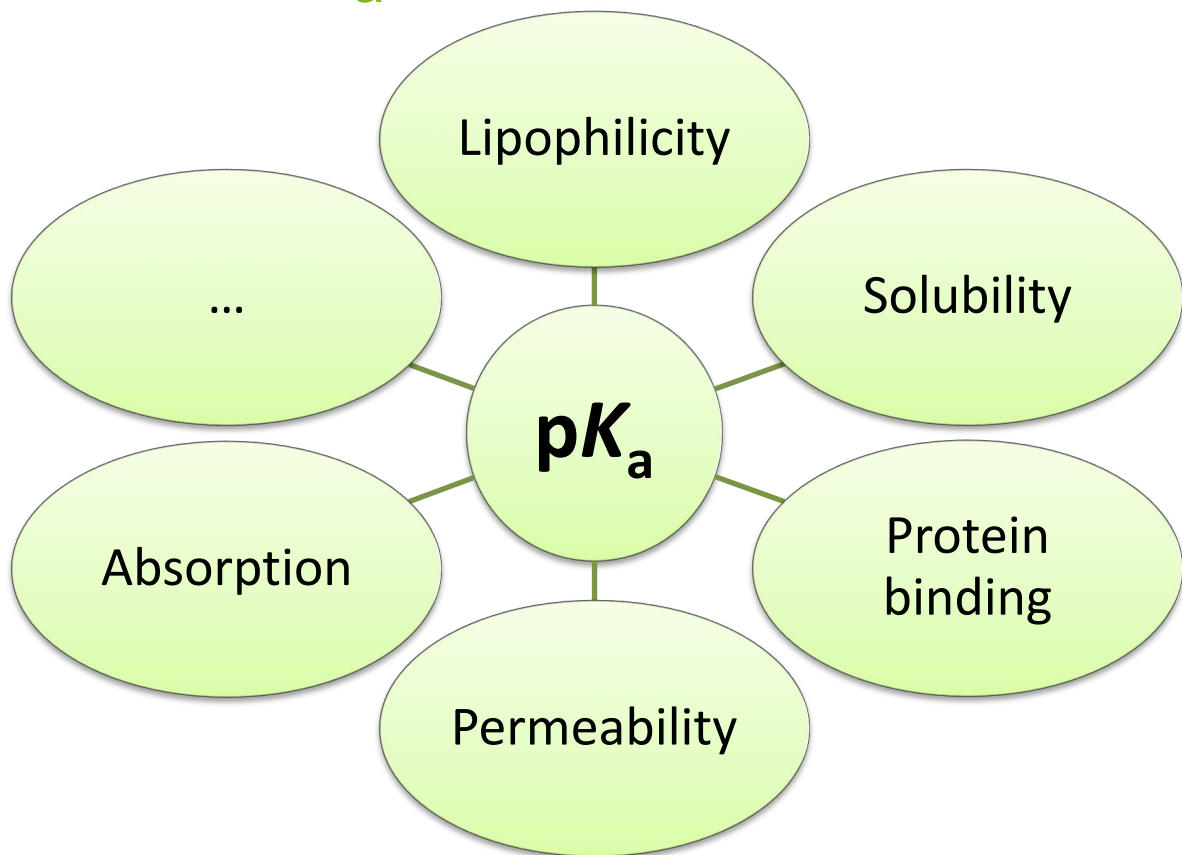 Lipophilicity
Solubility
Protein
binding
Permeability
Absorption
...
pKa